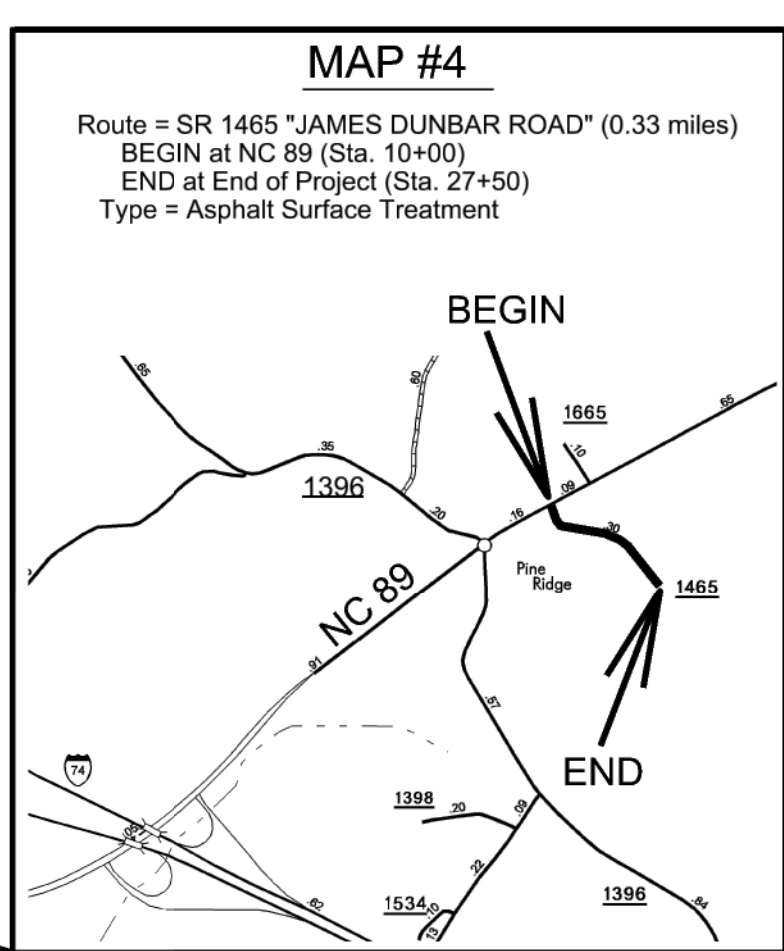 MAP #4
Route = SR 1465 "JAMES DUNBAR ROAD" (0.33 miles)
BEGIN at NC 89 (Sta. 10+00)
END at End of Project (Sta. 27+50)
Type = Asphalt Surface Treatment
BEGIN
.65
.60
1665
.65
.35
.10
1396
.09
.20
.16
.30
Pine
Ridge
1465
NC 89
.91
.57
END
74
1398
.20
.09
.05
.22
1534
.10
1396
.62
.13
.84